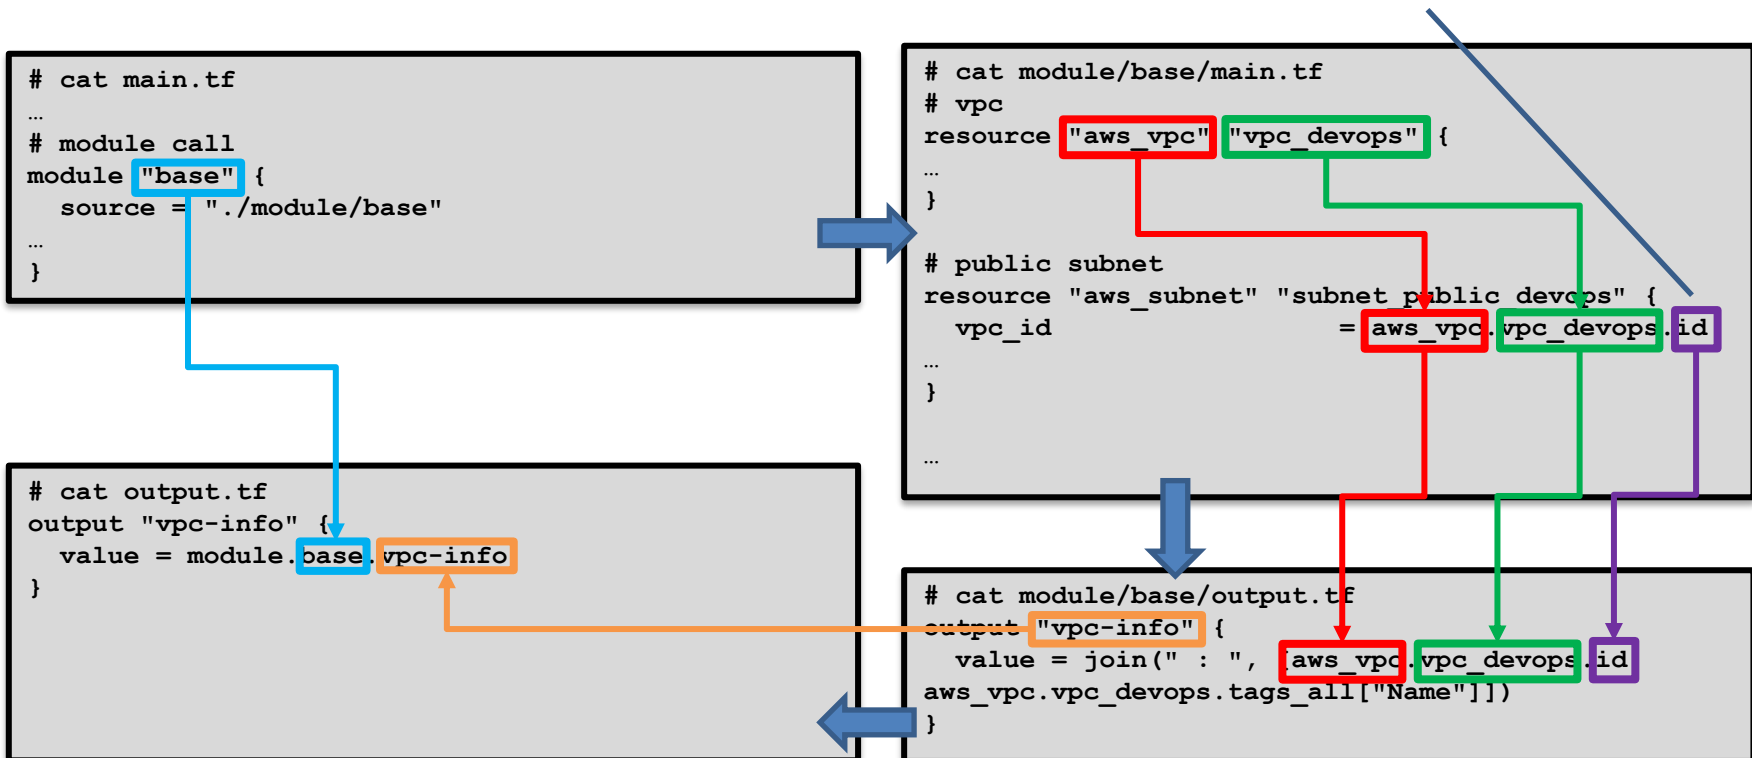 # cat main.tf
…
# module call
module "base" {
  source = "./module/base"
…
}
# cat module/base/main.tf
# vpc
resource "aws_vpc" "vpc_devops" {
…
}
# public subnet
resource "aws_subnet" "subnet_public_devops" {
  vpc_id                 = aws_vpc.vpc_devops.id
…
}
…
# cat output.tf
output "vpc-info" {
  value = module.base.vpc-info
}
# cat module/base/output.tf
output "vpc-info" {
  value = join(" : ", [aws_vpc.vpc_devops.id
aws_vpc.vpc_devops.tags_all["Name"]])
}